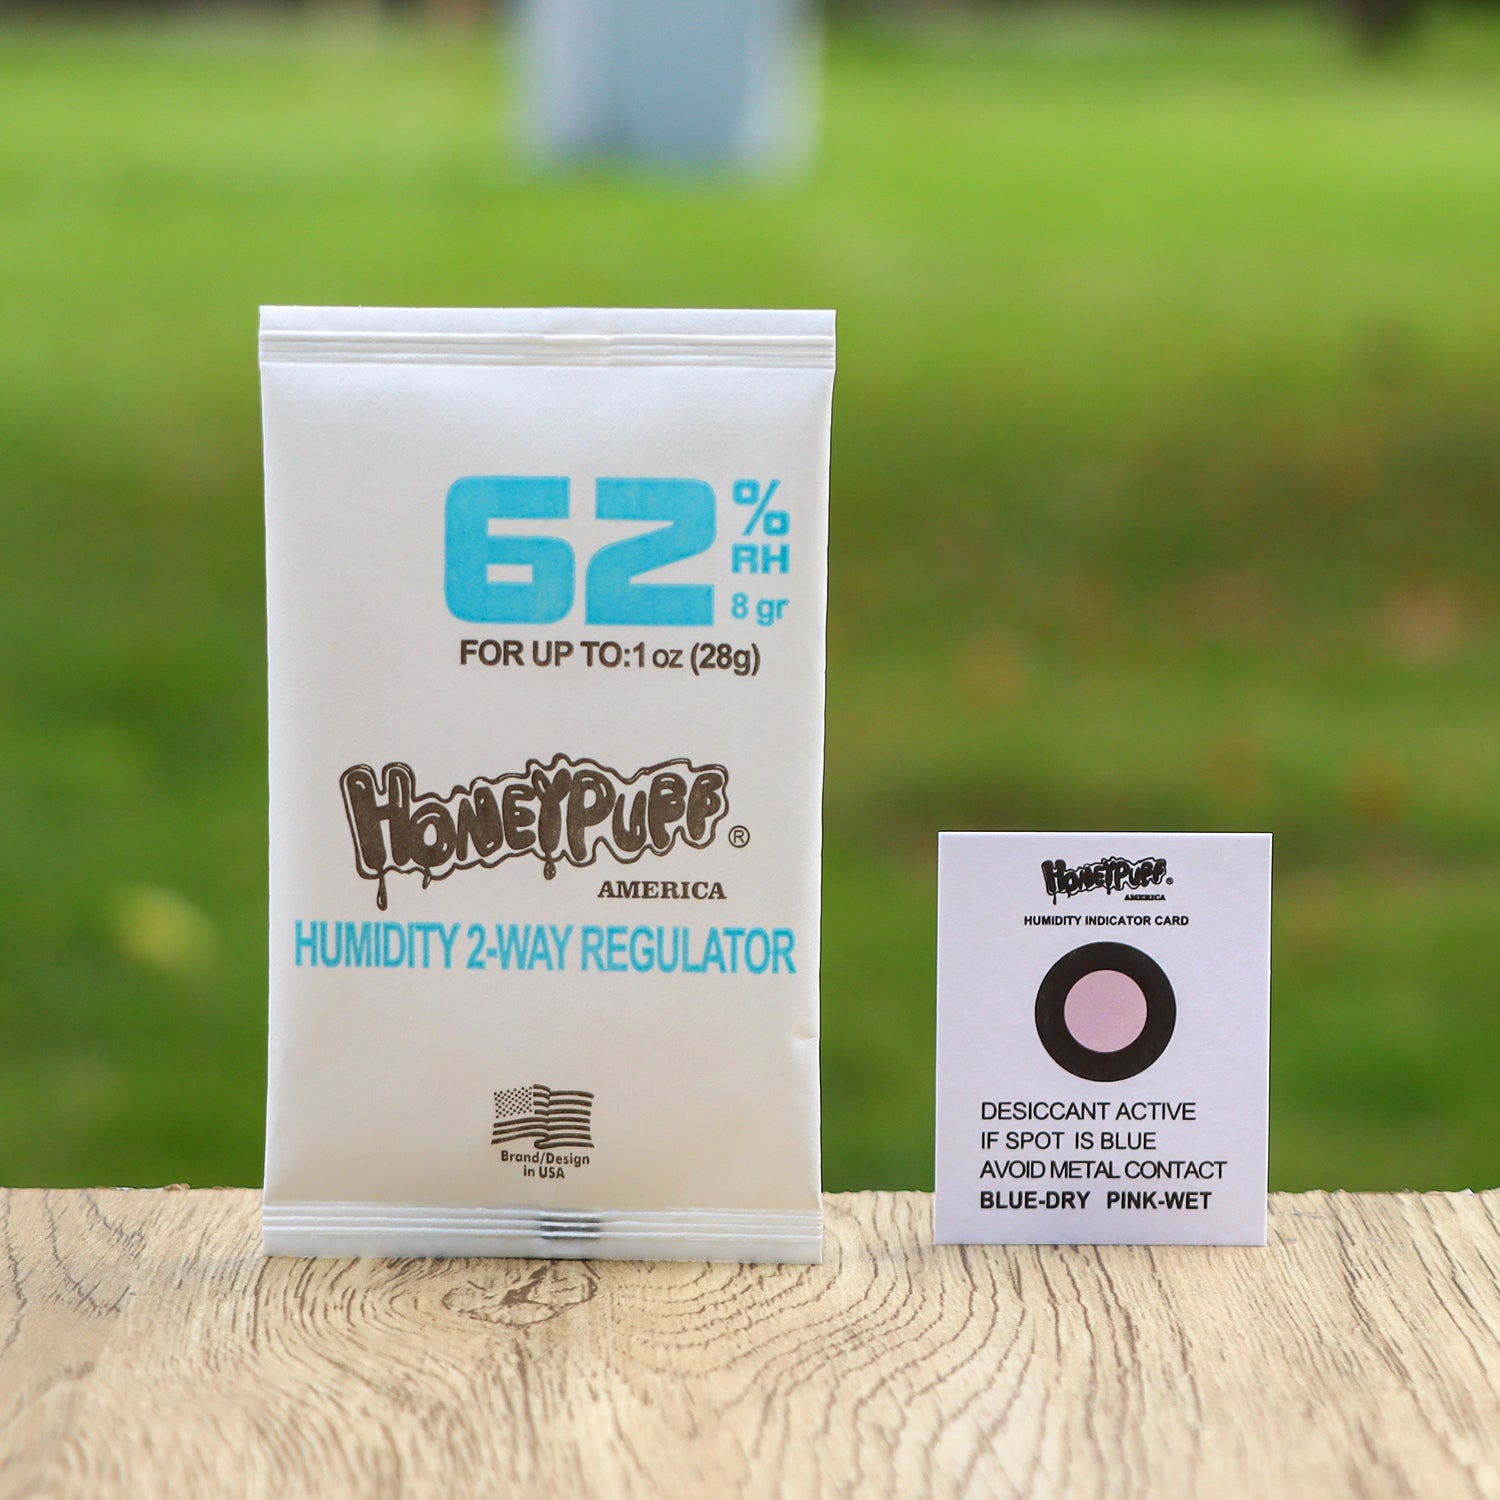 62 % RH 8 gr
FOR UP TO:1 oz (28g)
HONEYPUFF ®
AMERICA
HUMIDITY 2-WAY REGULATOR
Brand/Design
in USA
HONEYPUFF ®
AMERICA
HUMIDITY INDICATOR CARD
DESICCANT ACTIVE
IF SPOT IS BLUE
AVOID METAL CONTACT
BLUE-DRY PINK-WET